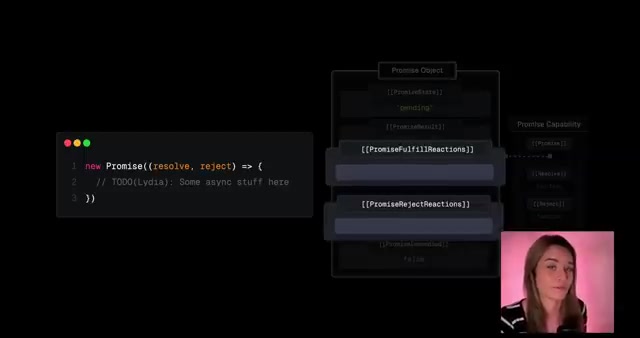 1 new Promise((resolve, reject) => {
2 // TODO(Lydia): Some async stuff here
3 })
Promise Object
[[PromiseState]]
"pending"
[[PromiseResult]]
[[PromiseFulfillReactions]]
[[PromiseRejectReactions]]
[[PromiseIsHandled]]
false
Promise Capability
[[Promise]]
[[Resolve]]
[[Reject]]